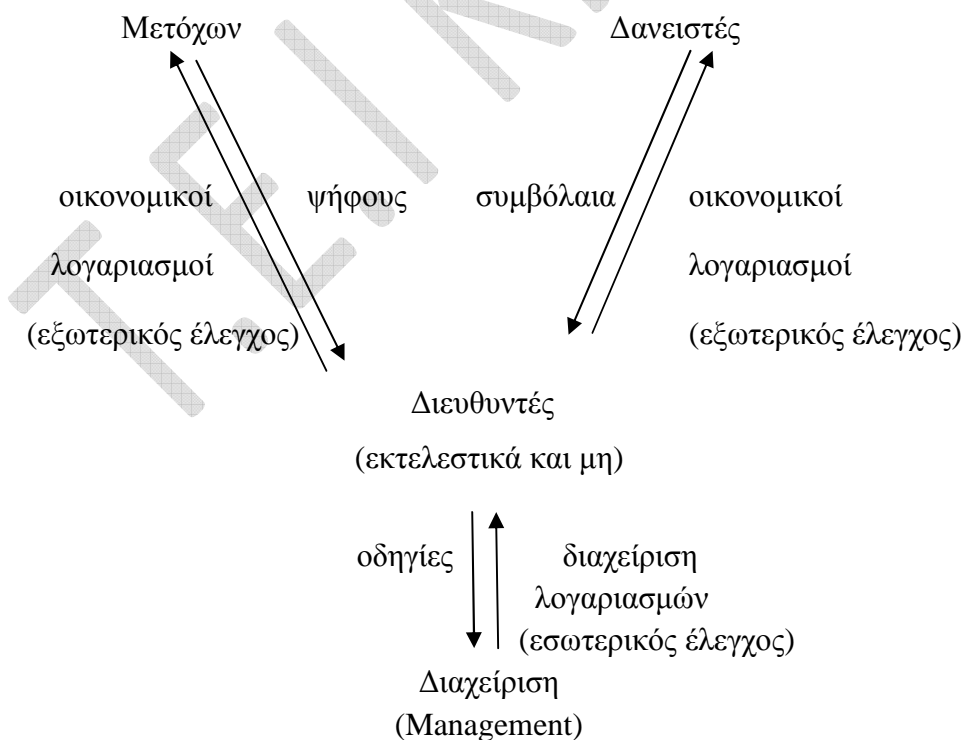 Μετόχων Δανειστές
οικονομικοί ψήφους συμβόλαια οικονομικοί
λογαριασμοί λογαριασμοί
(εξωτερικός έλεγχος) (εξωτερικός έλεγχος)
Διευθυντές
(εκτελεστικά και μη)
οδηγίες διαχείριση
λογαριασμών
(εσωτερικός έλεγχος)
Διαχείριση
(Management)